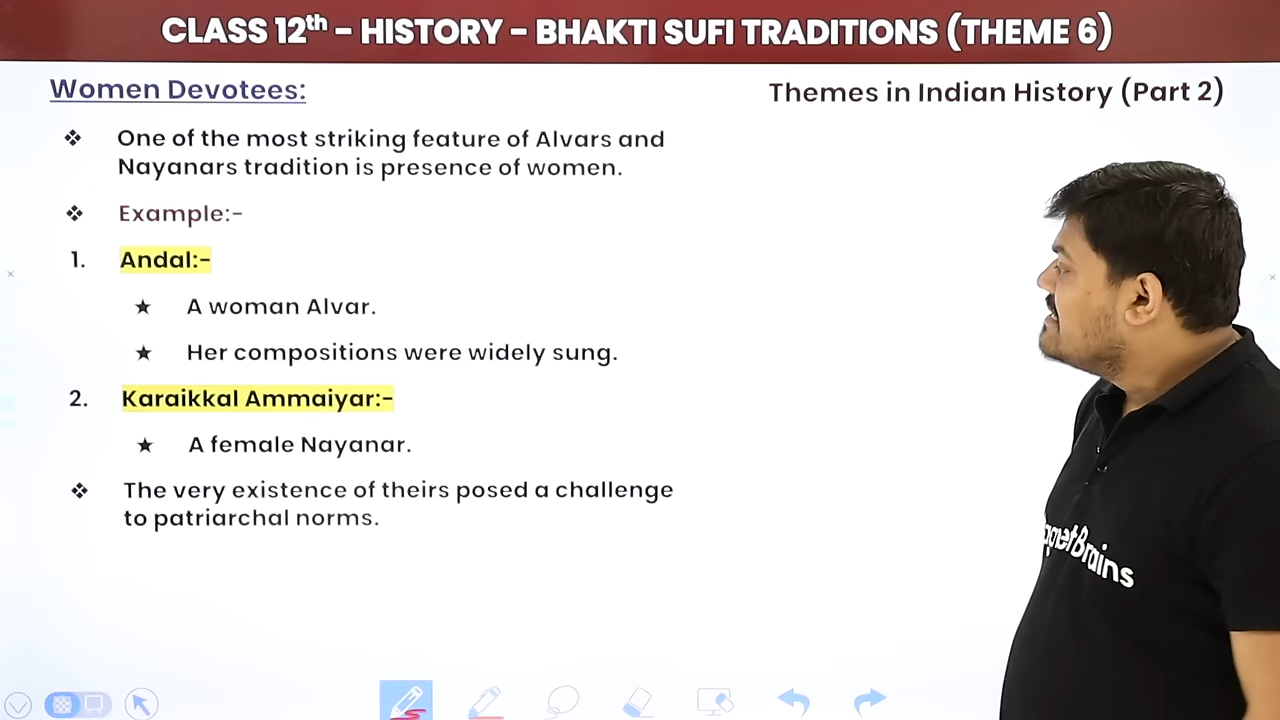 CLASS 12th - HISTORY - BHAKTI SUFI TRADITIONS (THEME 6)
Women Devotees:
Themes in Indian History (Part 2)
❖ One of the most striking feature of Alvars and
Nayanars tradition is presence of women.
❖ Example:-
1. Andal:-
★ A woman Alvar.
★ Her compositions were widely sung.
2. Karaikkal Ammaiyar:-
★ A female Nayanar.
❖ The very existence of theirs posed a challenge
to patriarchal norms.